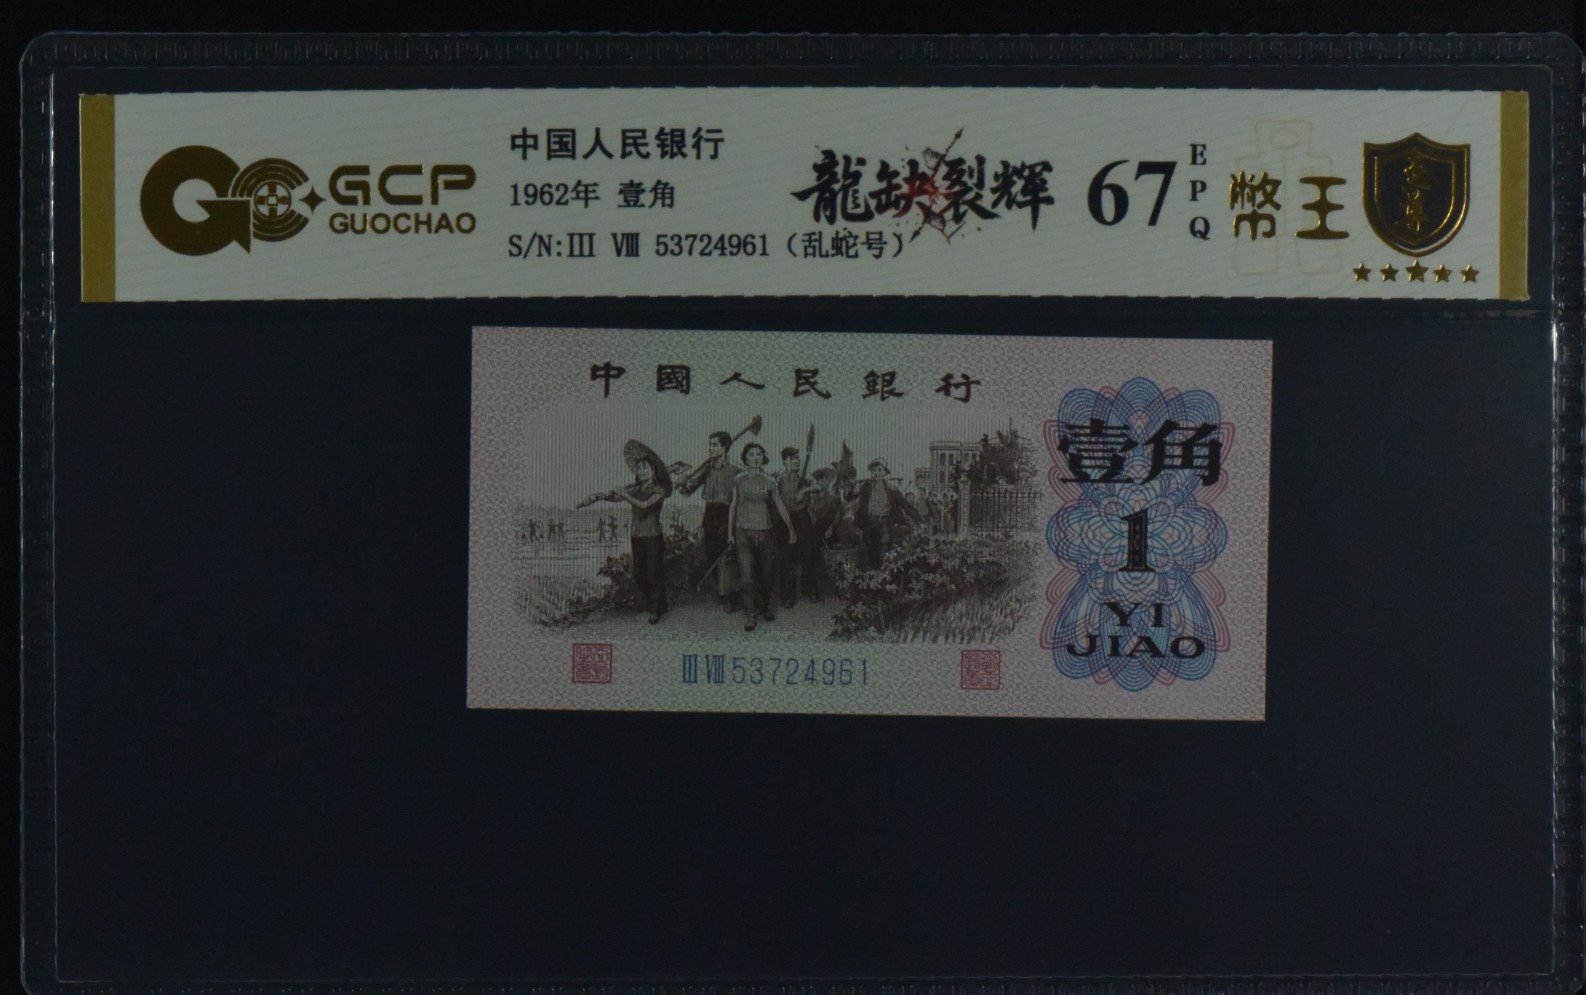 GCP
GUOCHAO
中国人民银行
1962年 壹角
S/N:III VIII 53724961（乱蛇号）
龍缺裂辉
67
EPQ
幣王
中國人民銀行
壹角
1
YI
JIAO
III VIII 53724961